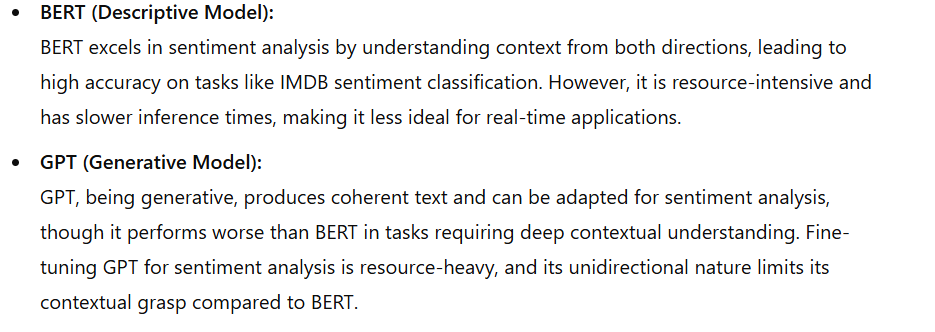 • BERT (Descriptive Model):
BERT excels in sentiment analysis by understanding context from both directions, leading to
high accuracy on tasks like IMDB sentiment classification. However, it is resource-intensive and
has slower inference times, making it less ideal for real-time applications.
• GPT (Generative Model):
GPT, being generative, produces coherent text and can be adapted for sentiment analysis,
though it performs worse than BERT in tasks requiring deep contextual understanding. Fine-
tuning GPT for sentiment analysis is resource-heavy, and its unidirectional nature limits its
contextual grasp compared to BERT.